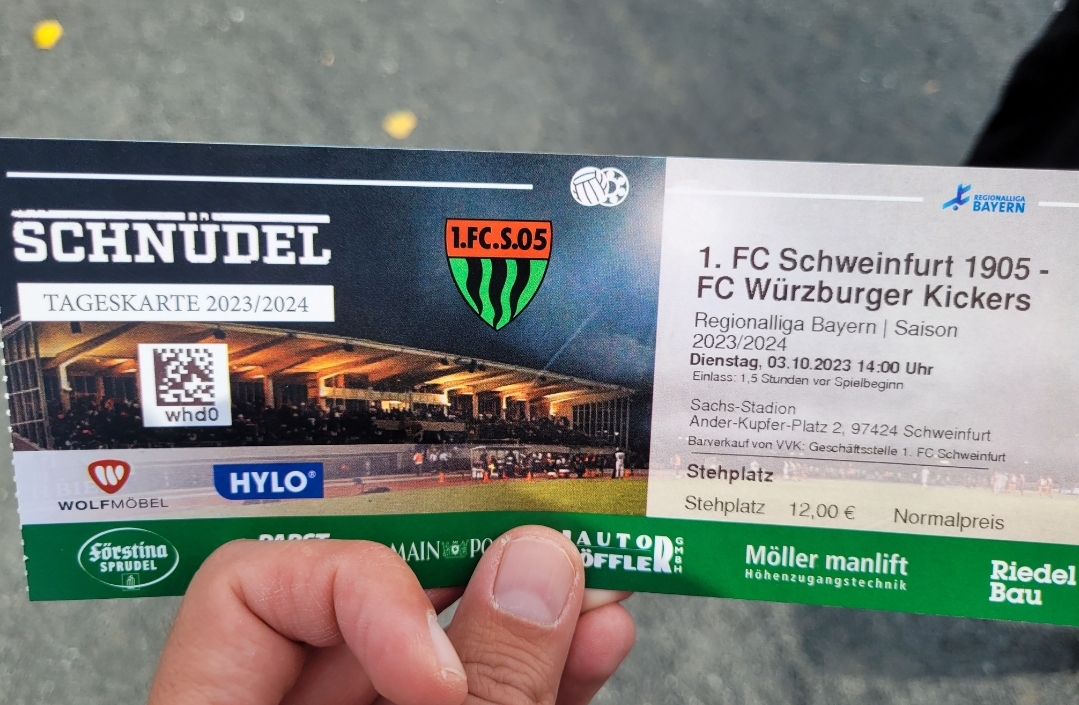 SCHNÜDEL
TAGESKARTE 2023/2024
1.FC.S.05
whd0
WOLFMÖBEL
HYLO®
Förstina
SPRUDEL
MAIN
AUTO
GMBH
Möller manlift
Höhenzugangstechnik
Riedel
Bau
REGIONALLIGA
BAYERN
1. FC Schweinfurt 1905 -
FC Würzburger Kickers
Regionalliga Bayern | Saison
2023/2024
Dienstag, 03.10.2023 14:00 Uhr
Einlass: 1,5 Stunden vor Spielbeginn
Sachs-Stadion
Ander-Kupfer-Platz 2, 97424 Schweinfurt
Barverkauf von VVK: Geschäftsstelle 1. FC Schweinfurt
Stehplatz
Stehplatz 12,00 € Normalpreis